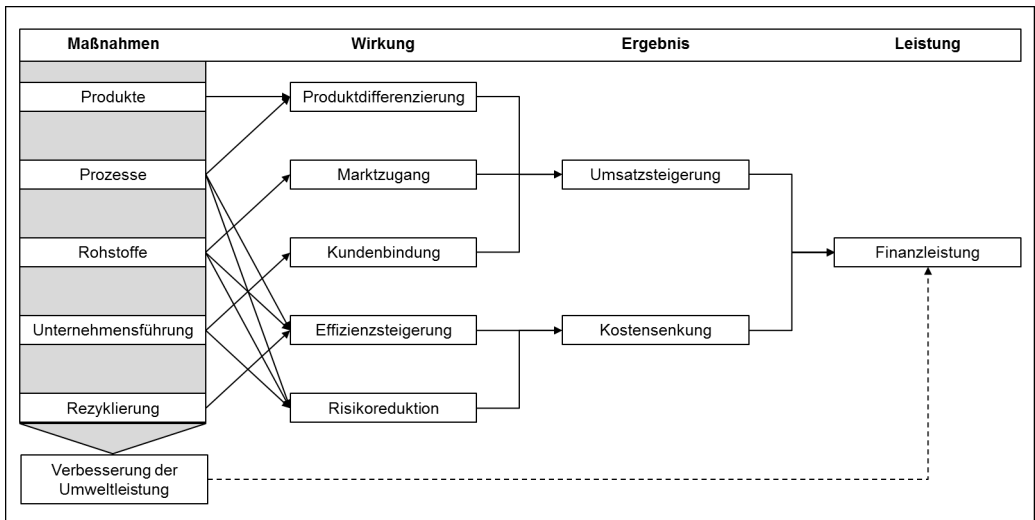 Maßnahmen Wirkung Ergebnis Leistung
Produkte Produktdifferenzierung
Prozesse Marktzugang Umsatzsteigerung
Rohstoffe Kundenbindung Finanzleistung
Unternehmensführung Effizienzsteigerung Kostensenkung
Rezyklierung Risikoreduktion
Verbesserung der
Umweltleistung